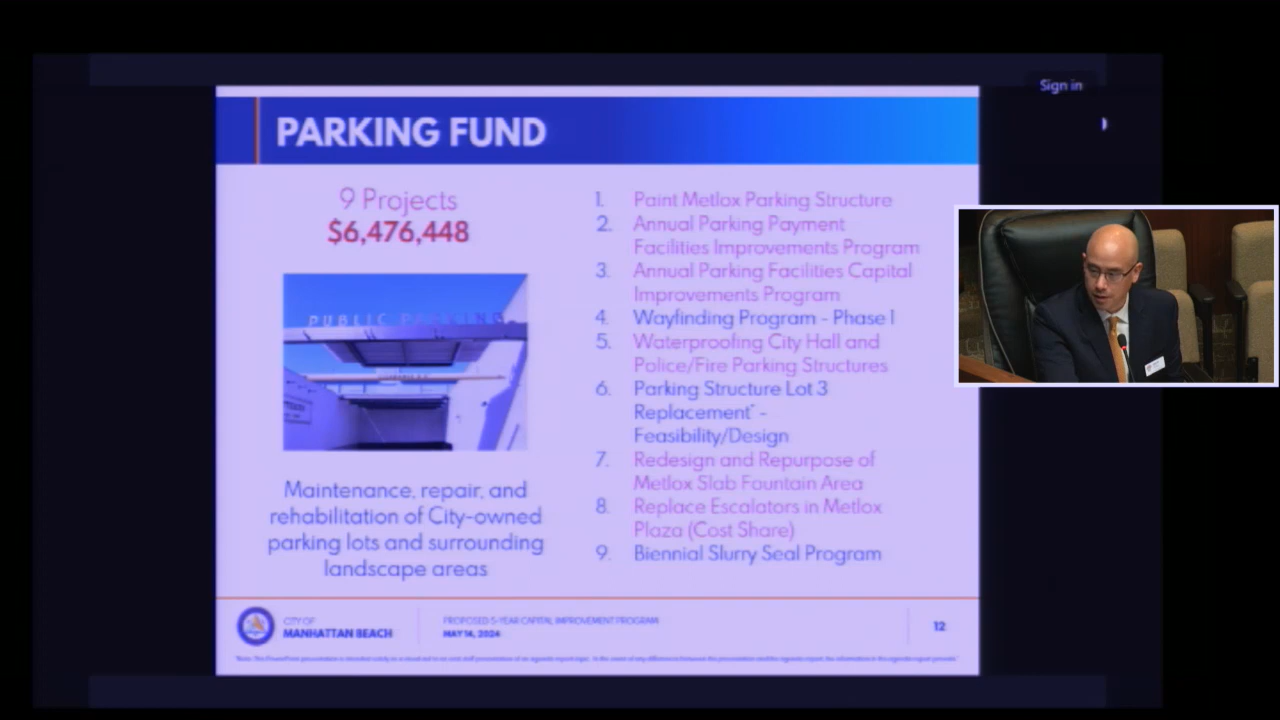 Sign in
PARKING FUND
9 Projects
$6,476,448
PUBLIC PARKING
Maintenance, repair, and
rehabilitation of City-owned
parking lots and surrounding
landscape areas
1. Paint Metlox Parking Structure
2. Annual Parking Payment
Facilities Improvements Program
3. Annual Parking Facilities Capital
Improvements Program
4. Wayfinding Program - Phase I
5. Waterproofing City Hall and
Police/Fire Parking Structures
6. Parking Structure Lot 3
Replacement* -
Feasibility/Design
7. Redesign and Repurpose of
Metlox Slab Fountain Area
8. Replace Escalators in Metlox
Plaza (Cost Share)
9. Biennial Slurry Seal Program
CITY OF
MANHATTAN BEACH
PROPOSED 5-YEAR CAPITAL IMPROVEMENT PROGRAM
MAY 14, 2024
12